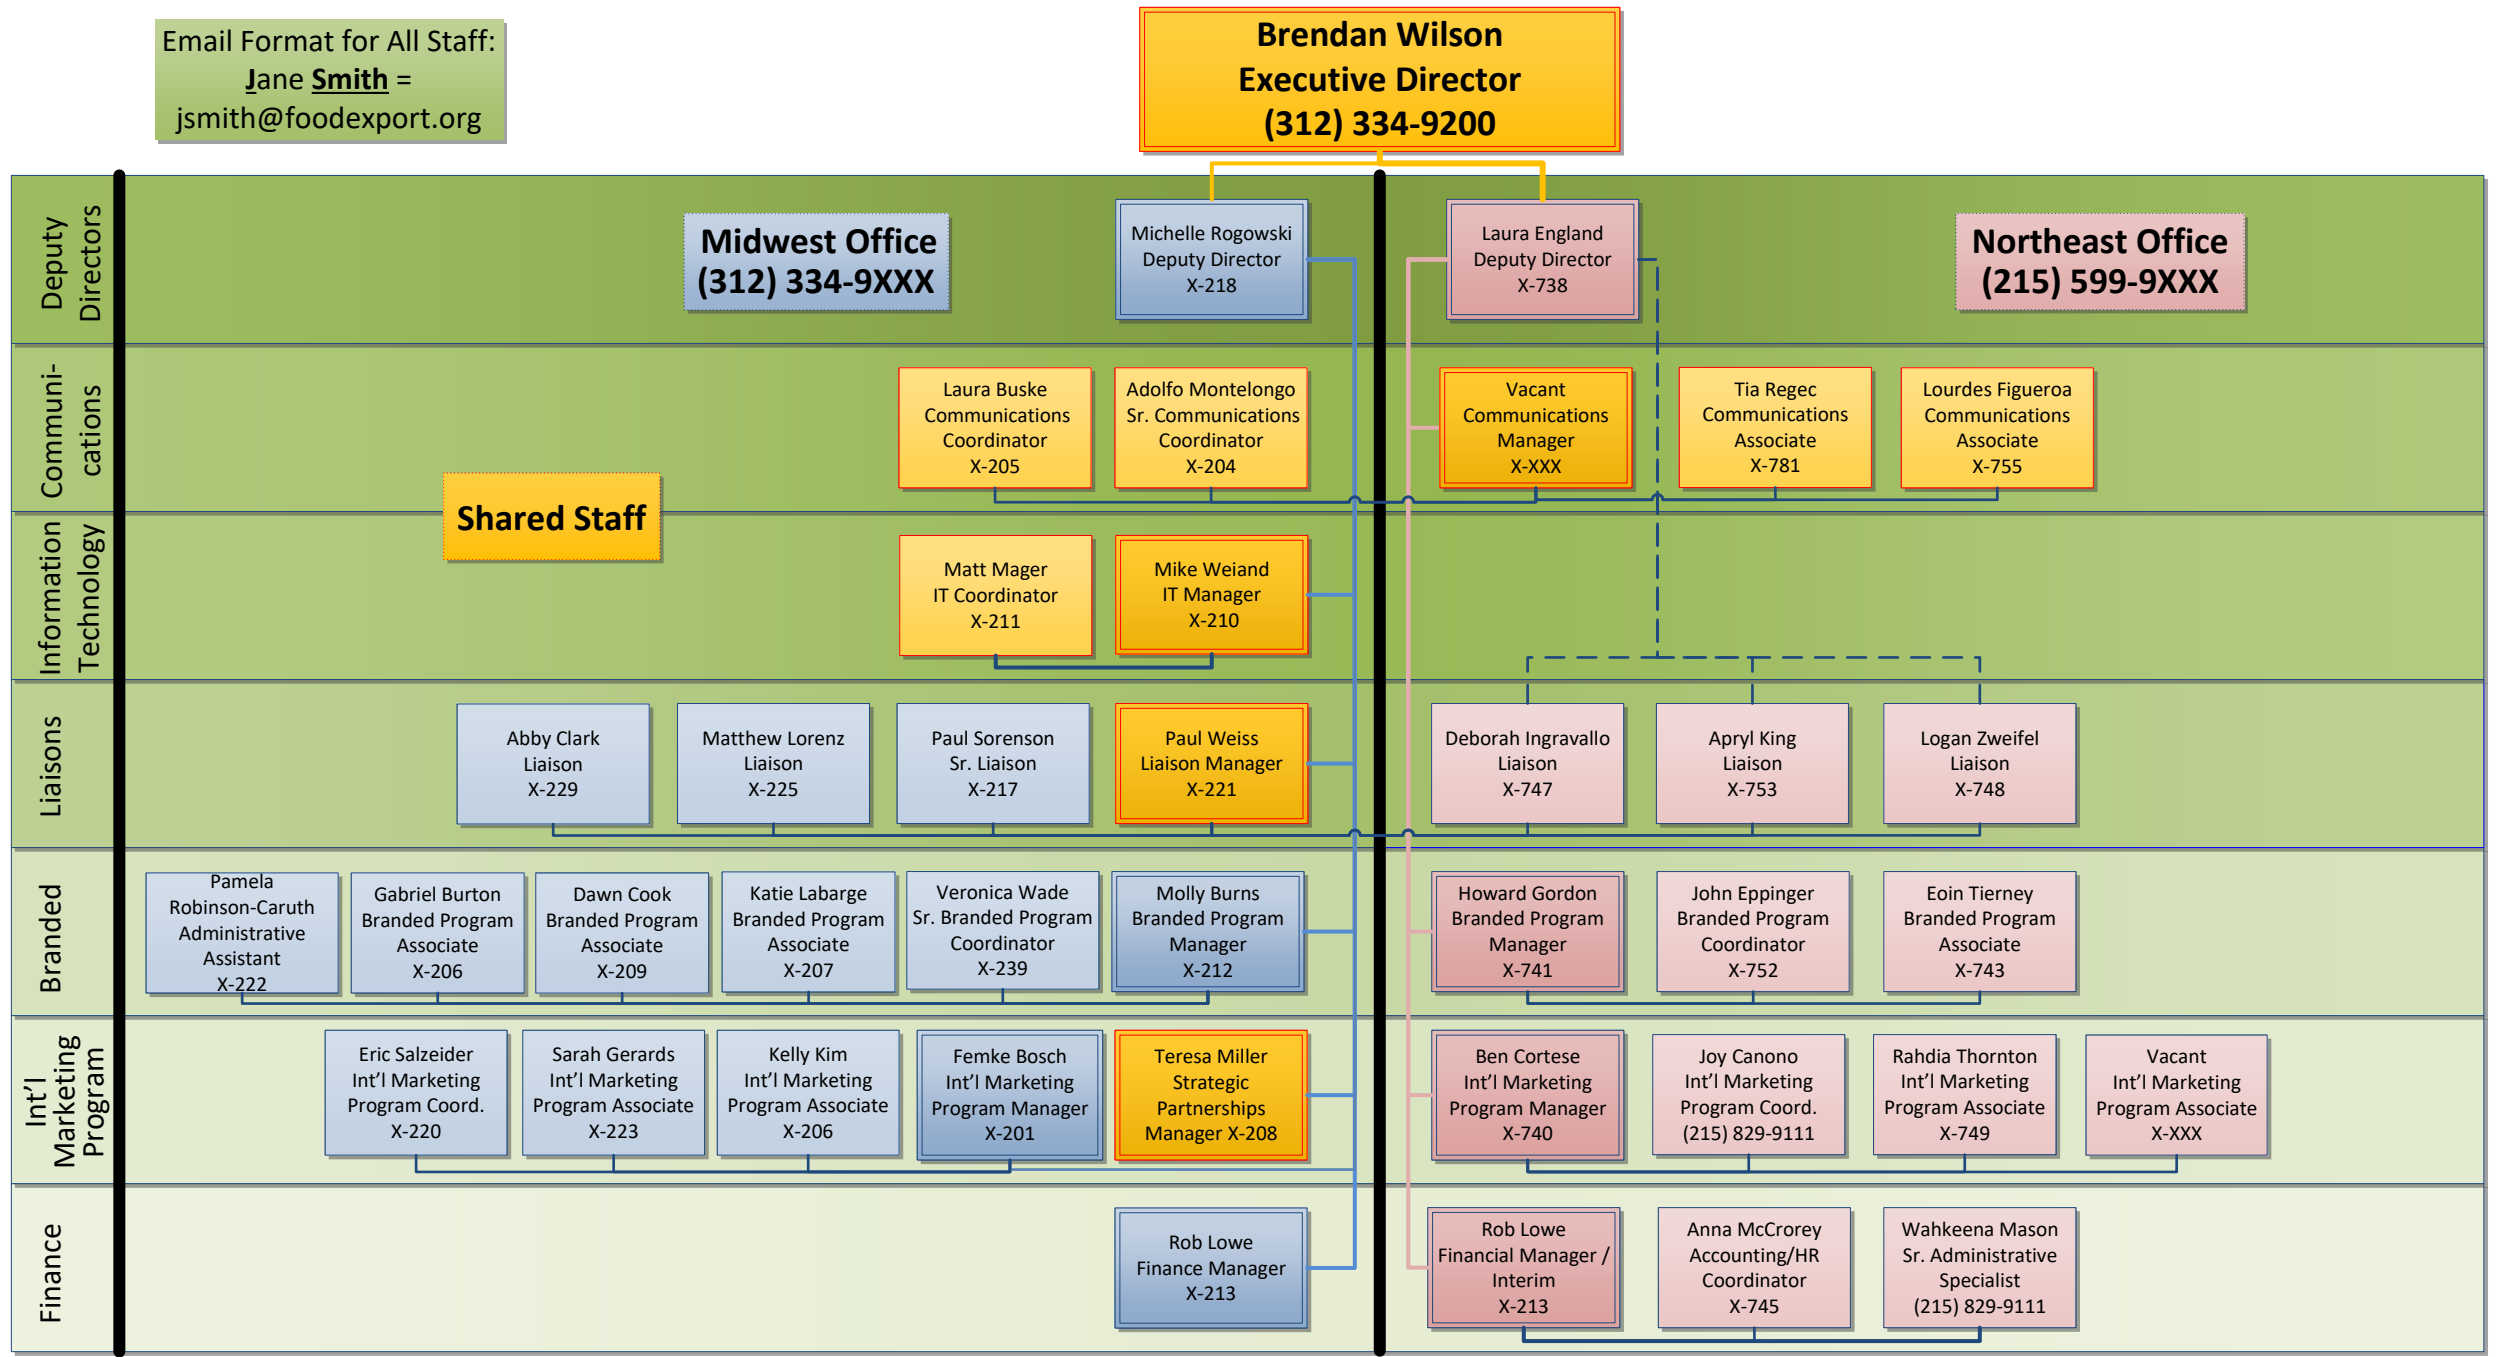 Email Format for All Staff:
Jane Smith =
jsmith@foodexport.org
Brendan Wilson
Executive Director
(312) 334-9200
Deputy
Directors
Midwest Office
(312) 334-9XXX
Michelle Rogowski
Deputy Director
X-218
Laura England
Deputy Director
X-738
Northeast Office
(215) 599-9XXX
Communi-
cations
Laura Buske
Communications
Coordinator
X-205
Adolfo Montelongo
Sr. Communications
Coordinator
X-204
Vacant
Communications
Manager
X-XXX
Tia Regec
Communications
Associate
X-781
Lourdes Figueroa
Communications
Associate
X-755
Shared Staff
Information
Technology
Matt Mager
IT Coordinator
X-211
Mike Weiand
IT Manager
X-210
Liaisons
Abby Clark
Liaison
X-229
Matthew Lorenz
Liaison
X-225
Paul Sorenson
Sr. Liaison
X-217
Paul Weiss
Liaison Manager
X-221
Deborah Ingravallo
Liaison
X-747
Apryl King
Liaison
X-753
Logan Zweifel
Liaison
X-748
Branded
Pamela
Robinson-Caruth
Administrative
Assistant
X-222
Gabriel Burton
Branded Program
Associate
X-206
Dawn Cook
Branded Program
Associate
X-209
Katie Labarge
Branded Program
Associate
X-207
Veronica Wade
Sr. Branded Program
Coordinator
X-239
Molly Burns
Branded Program
Manager
X-212
Howard Gordon
Branded Program
Manager
X-741
John Eppinger
Branded Program
Coordinator
X-752
Eoin Tierney
Branded Program
Associate
X-743
Int'l
Marketing
Program
Eric Salzeider
Int’l Marketing
Program Coord.
X-220
Sarah Gerards
Int’l Marketing
Program Associate
X-223
Kelly Kim
Int’l Marketing
Program Associate
X-206
Femke Bosch
Int’l Marketing
Program Manager
X-201
Teresa Miller
Strategic
Partnerships
Manager X-208
Ben Cortese
Int’l Marketing
Program Manager
X-740
Joy Canono
Int’l Marketing
Program Coord.
(215) 829-9111
Rahdia Thornton
Int’l Marketing
Program Associate
X-749
Vacant
Int’l Marketing
Program Associate
X-XXX
Finance
Rob Lowe
Finance Manager
X-213
Rob Lowe
Financial Manager /
Interim
X-213
Anna McCrorey
Accounting/HR
Coordinator
X-745
Wahkeena Mason
Sr. Administrative
Specialist
(215) 829-9111